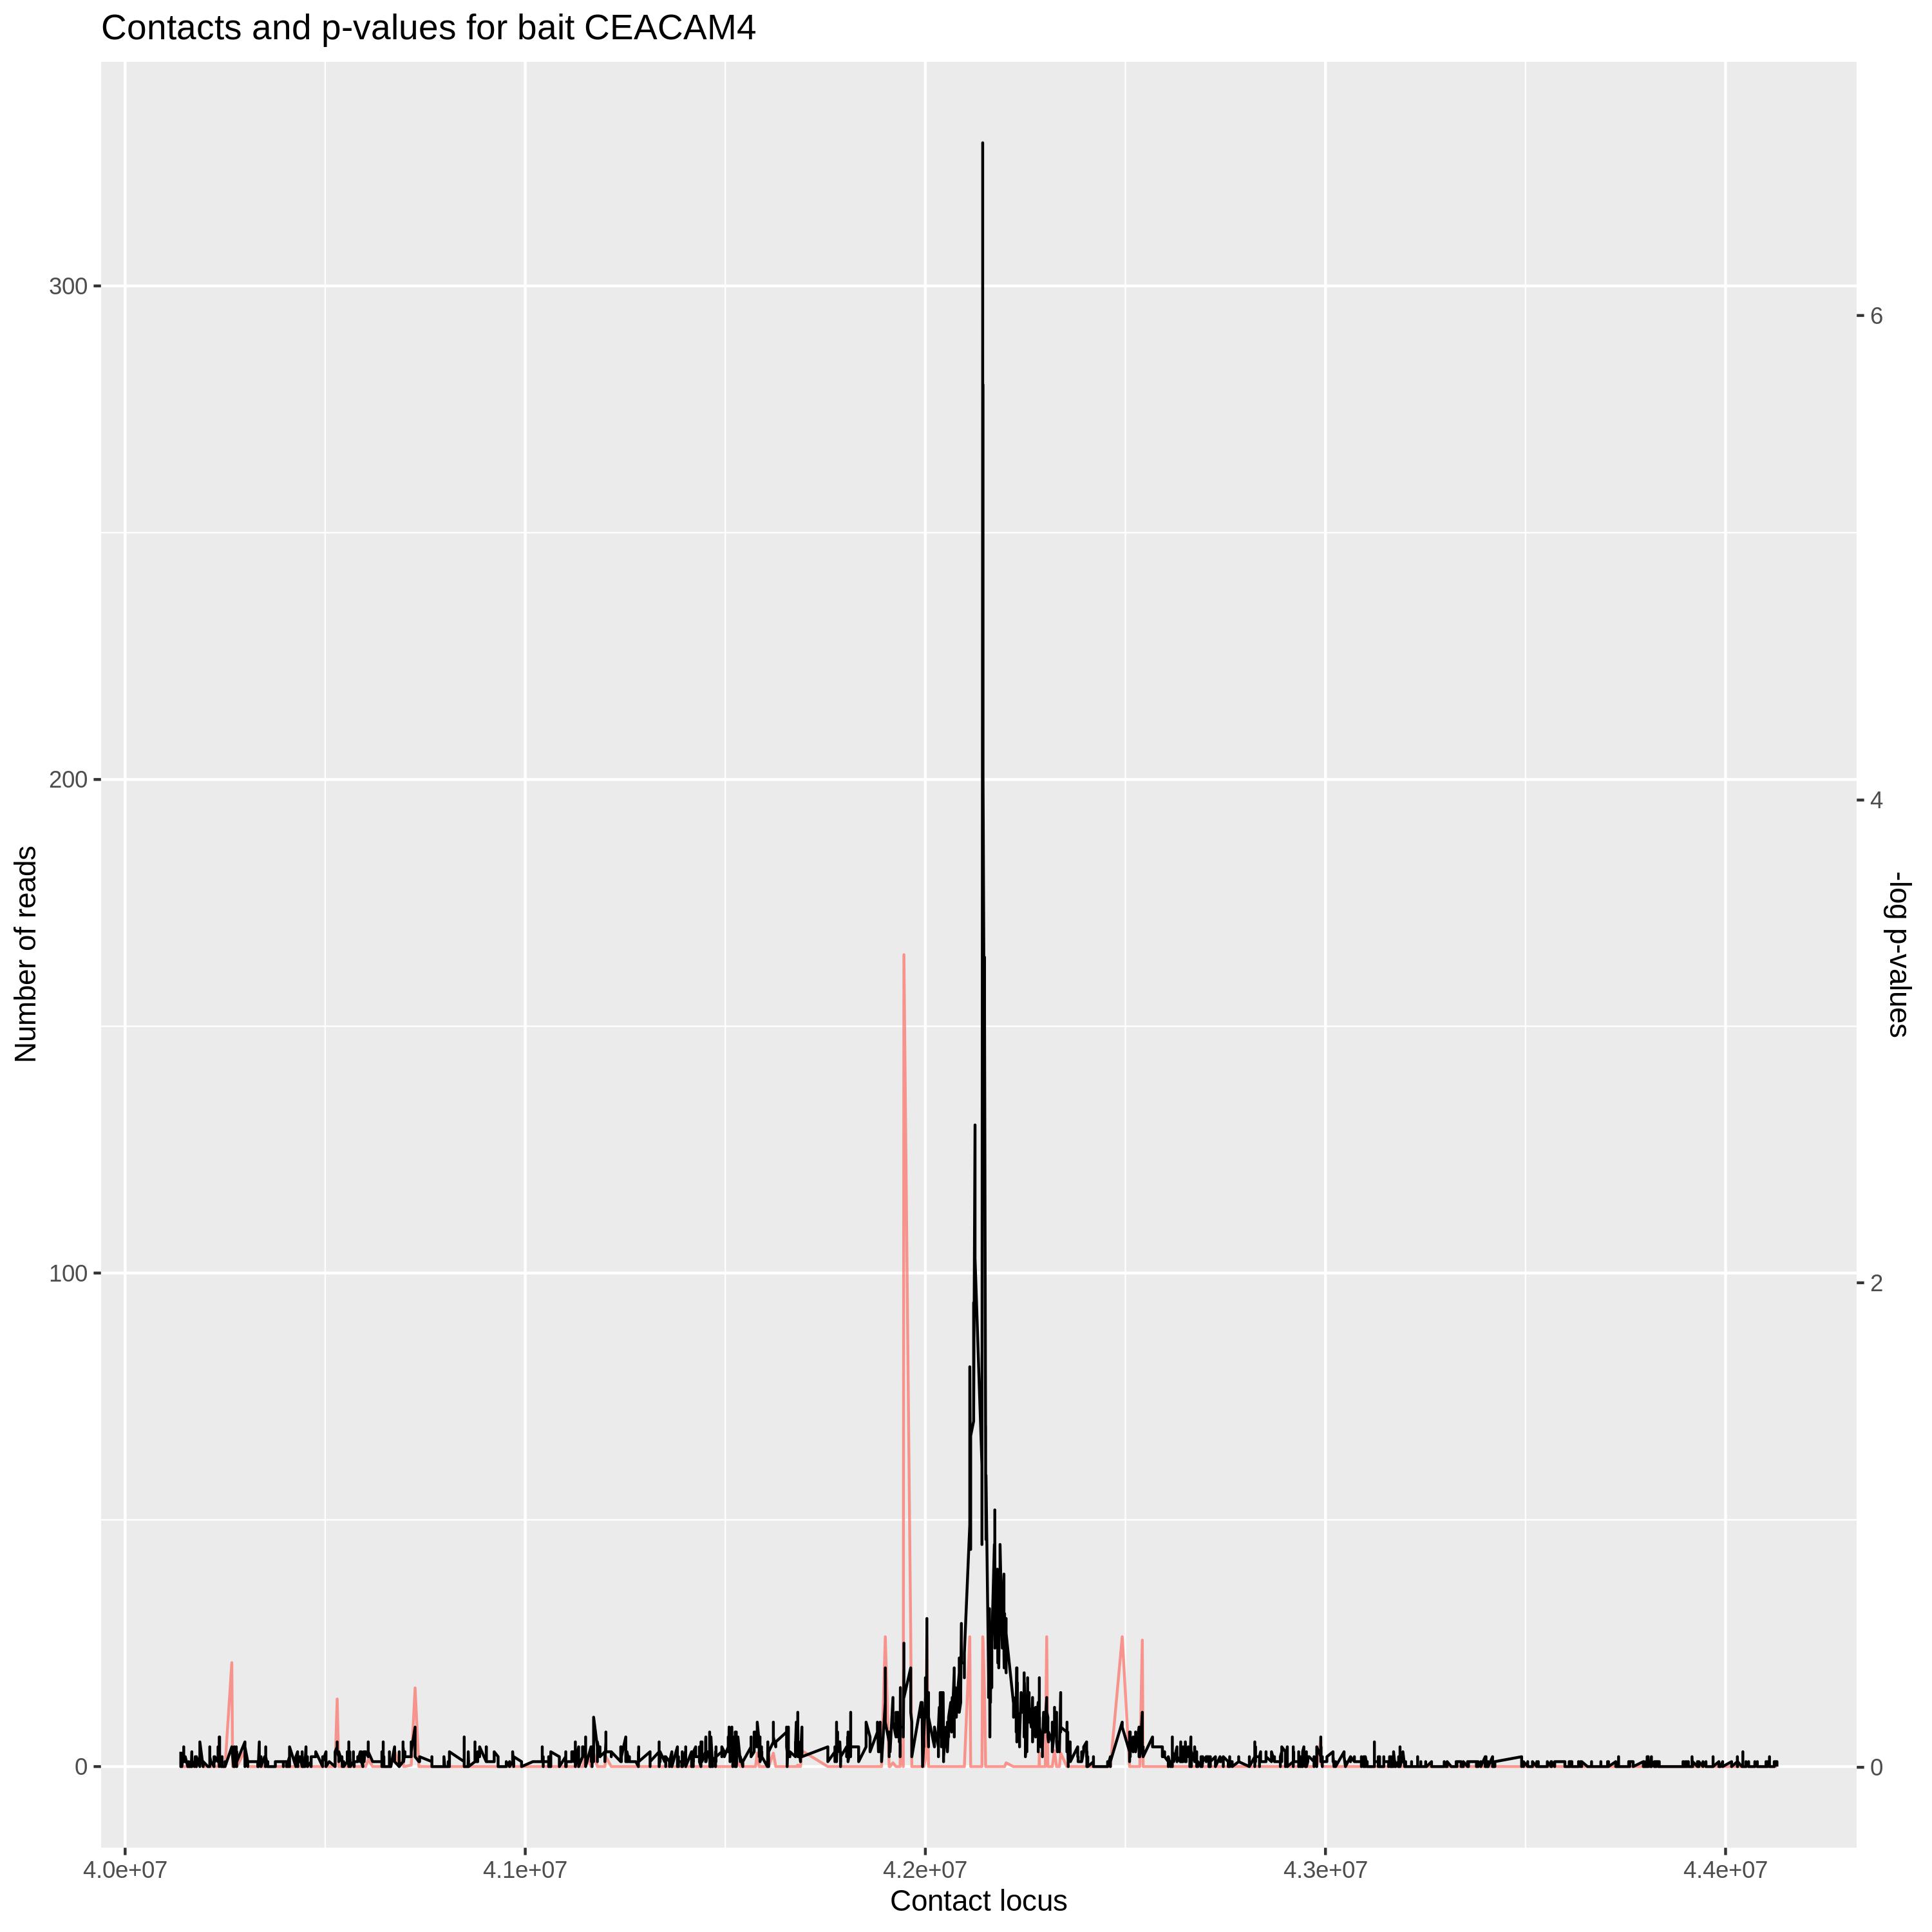 Contacts and p-values for bait CEACAM4
300
200
100
0
Number of reads
6
4
2
0
-log p-values
4.0e+07
4.1e+07
4.2e+07
4.3e+07
4.4e+07
Contact locus